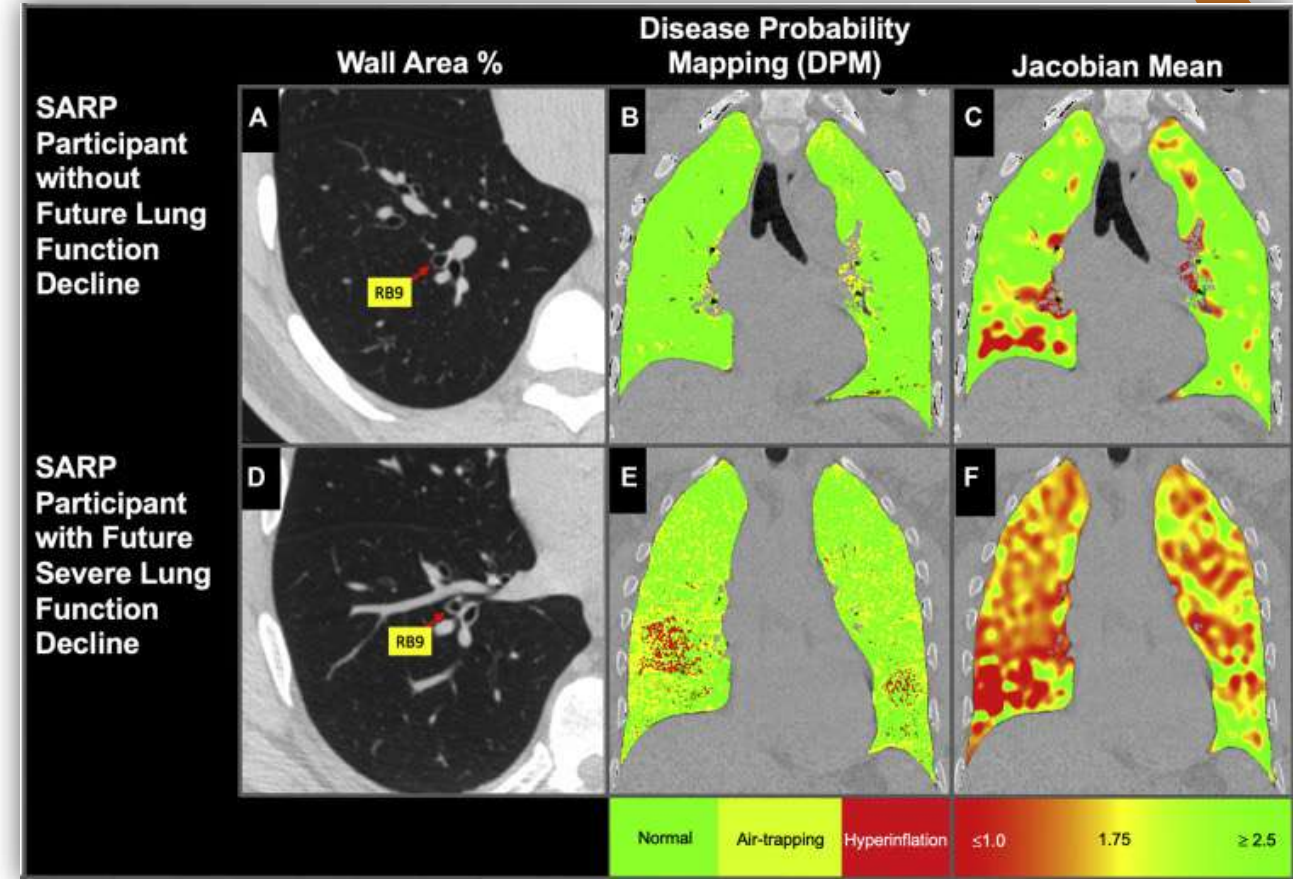 Wall Area %
Disease Probability
Mapping (DPM)
Jacobian Mean
SARP
Participant
without
Future Lung
Function
Decline
A
RB9
B
C
SARP
Participant
with Future
Severe Lung
Function
Decline
D
RB9
E
F
Normal
Air-trapping
Hyperinflation
≤1.0
1.75
≥ 2.5